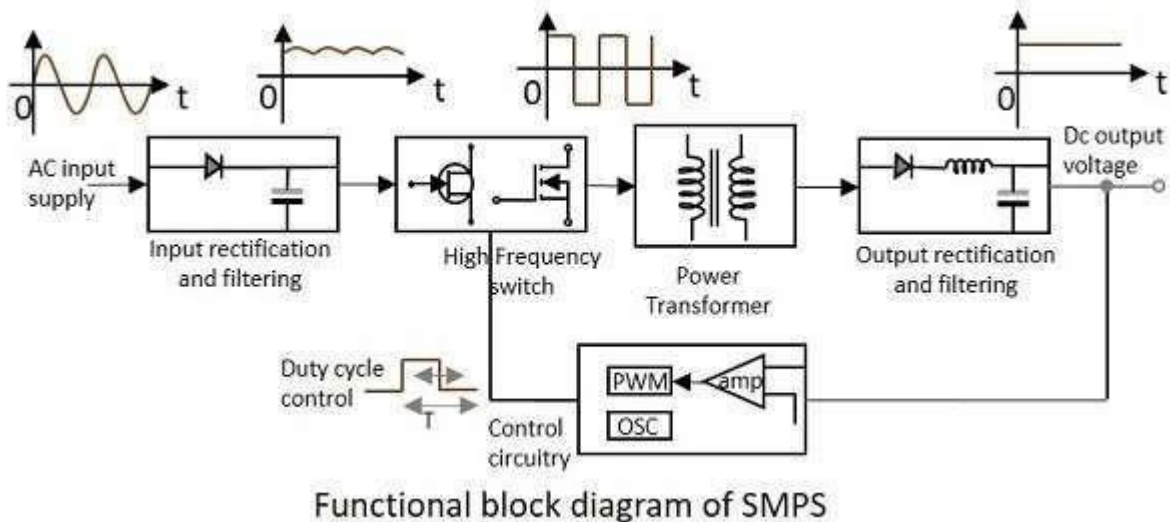 t
0
t
0
t
0
t
0
AC input
supply
Dc output
voltage
Input rectification
and filtering
High Frequency
switch
Power
Transformer
Output rectification
and filtering
Duty cycle
control
T
PWM
amp
OSC
Control
circuitry
Functional block diagram of SMPS